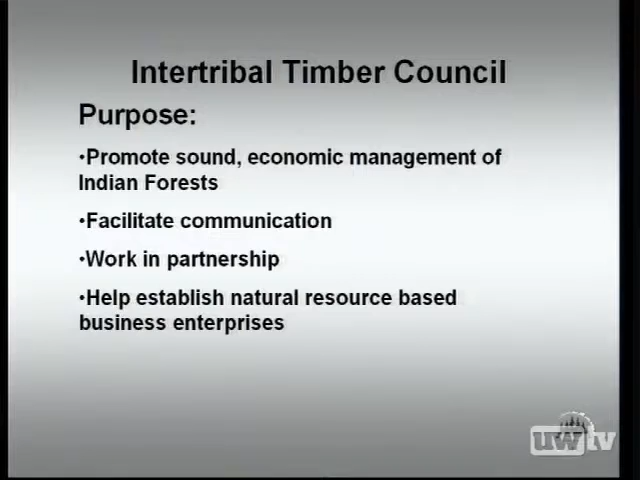 Intertribal Timber Council
Purpose:
•Promote sound, economic management of
Indian Forests
•Facilitate communication
•Work in partnership
•Help establish natural resource based
business enterprises
uwtv